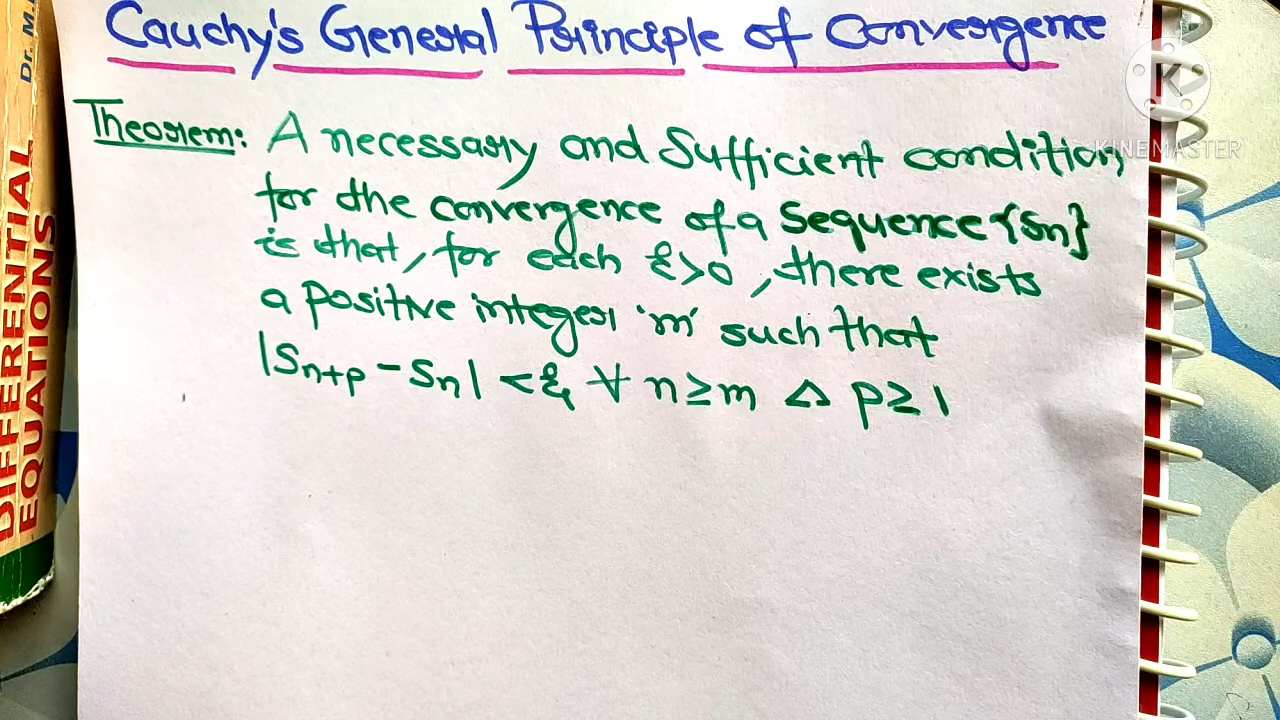 Cauchy's General Principle of Convergence
Theorem: A necessary and Sufficient condition
for the convergence of a Sequence {Sn}
is that, for each ε>0, there exists
a positive integer 'm' such that
|Sn+p - Sn| < ε ∀ n≥m & p≥1
KINEMASTER
DIFFERENTIAL
EQUATIONS
Dr. M.